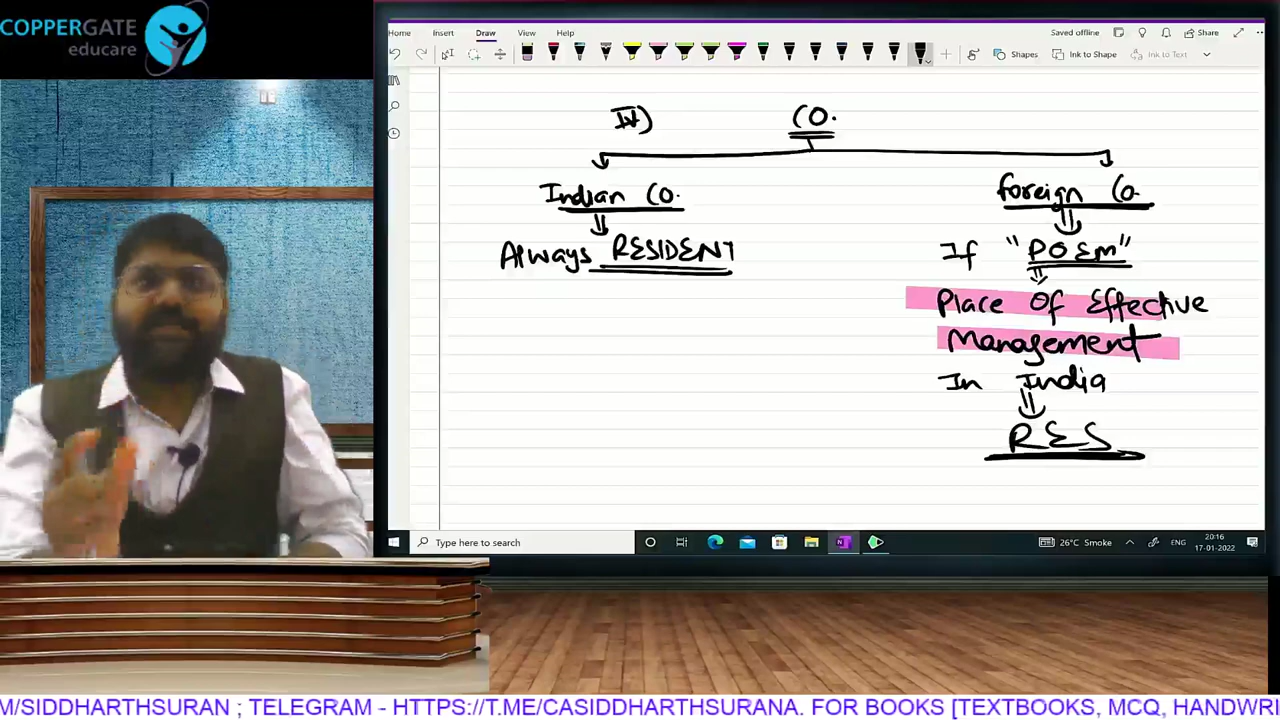 COPPERGATE
educare
Home Insert Draw View Help
Saved offline
Share
Shapes
Ink to Shape
Ink to Text
IV)
CO.
Indian Co.
Foreign Co.
Always RESIDENT
If "POEM"
Place Of Effective
Management
In India
RES
Type here to search
26°C Smoke
ENG
20:16
17-01-2022
M/SIDDHARTHSURAN ; TELEGRAM - HTTPS://T.ME/CASIDDHARTHSURANA. FOR BOOKS [TEXTBOOKS, MCQ, HANDWRI